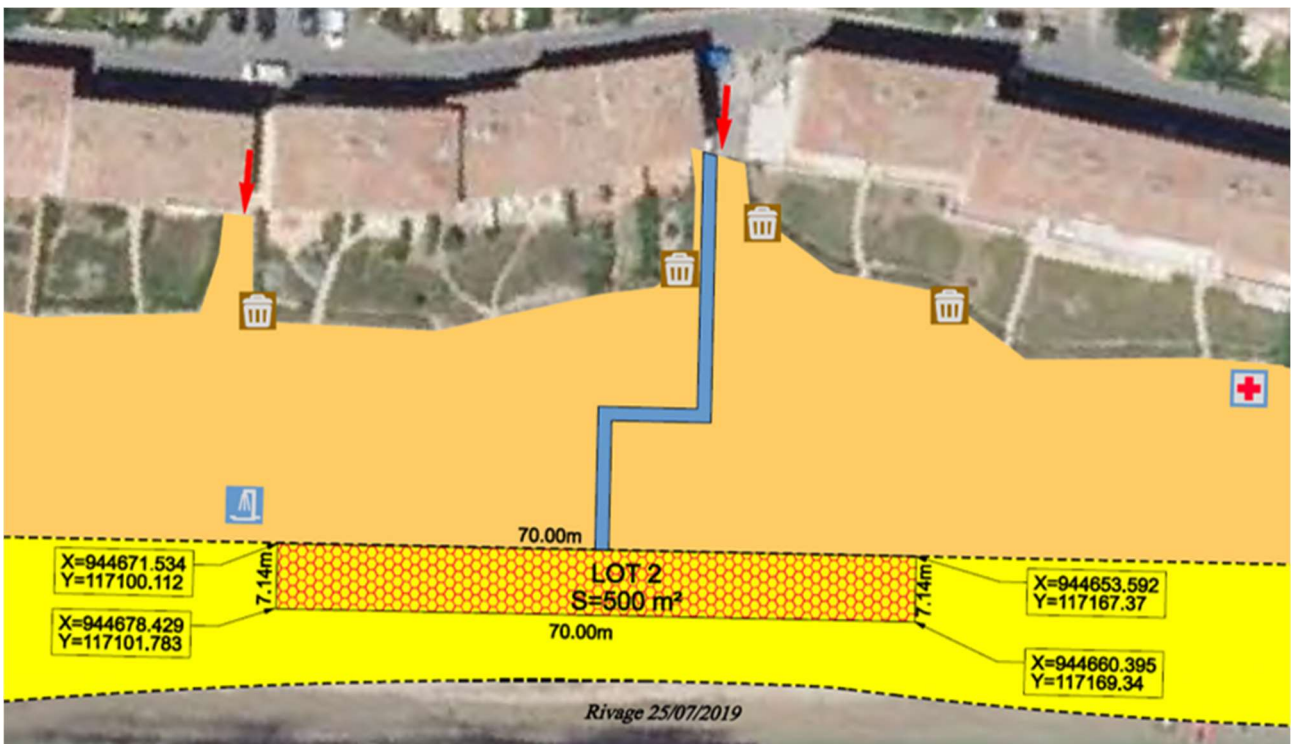 70.00m
X=944671.534
Y=117100.112
7.14m
LOT 2
S=500 m²
7.14m
X=944653.592
Y=117167.37
X=944678.429
Y=117101.783
70.00m
X=944660.395
Y=117169.34
Rivage 25/07/2019